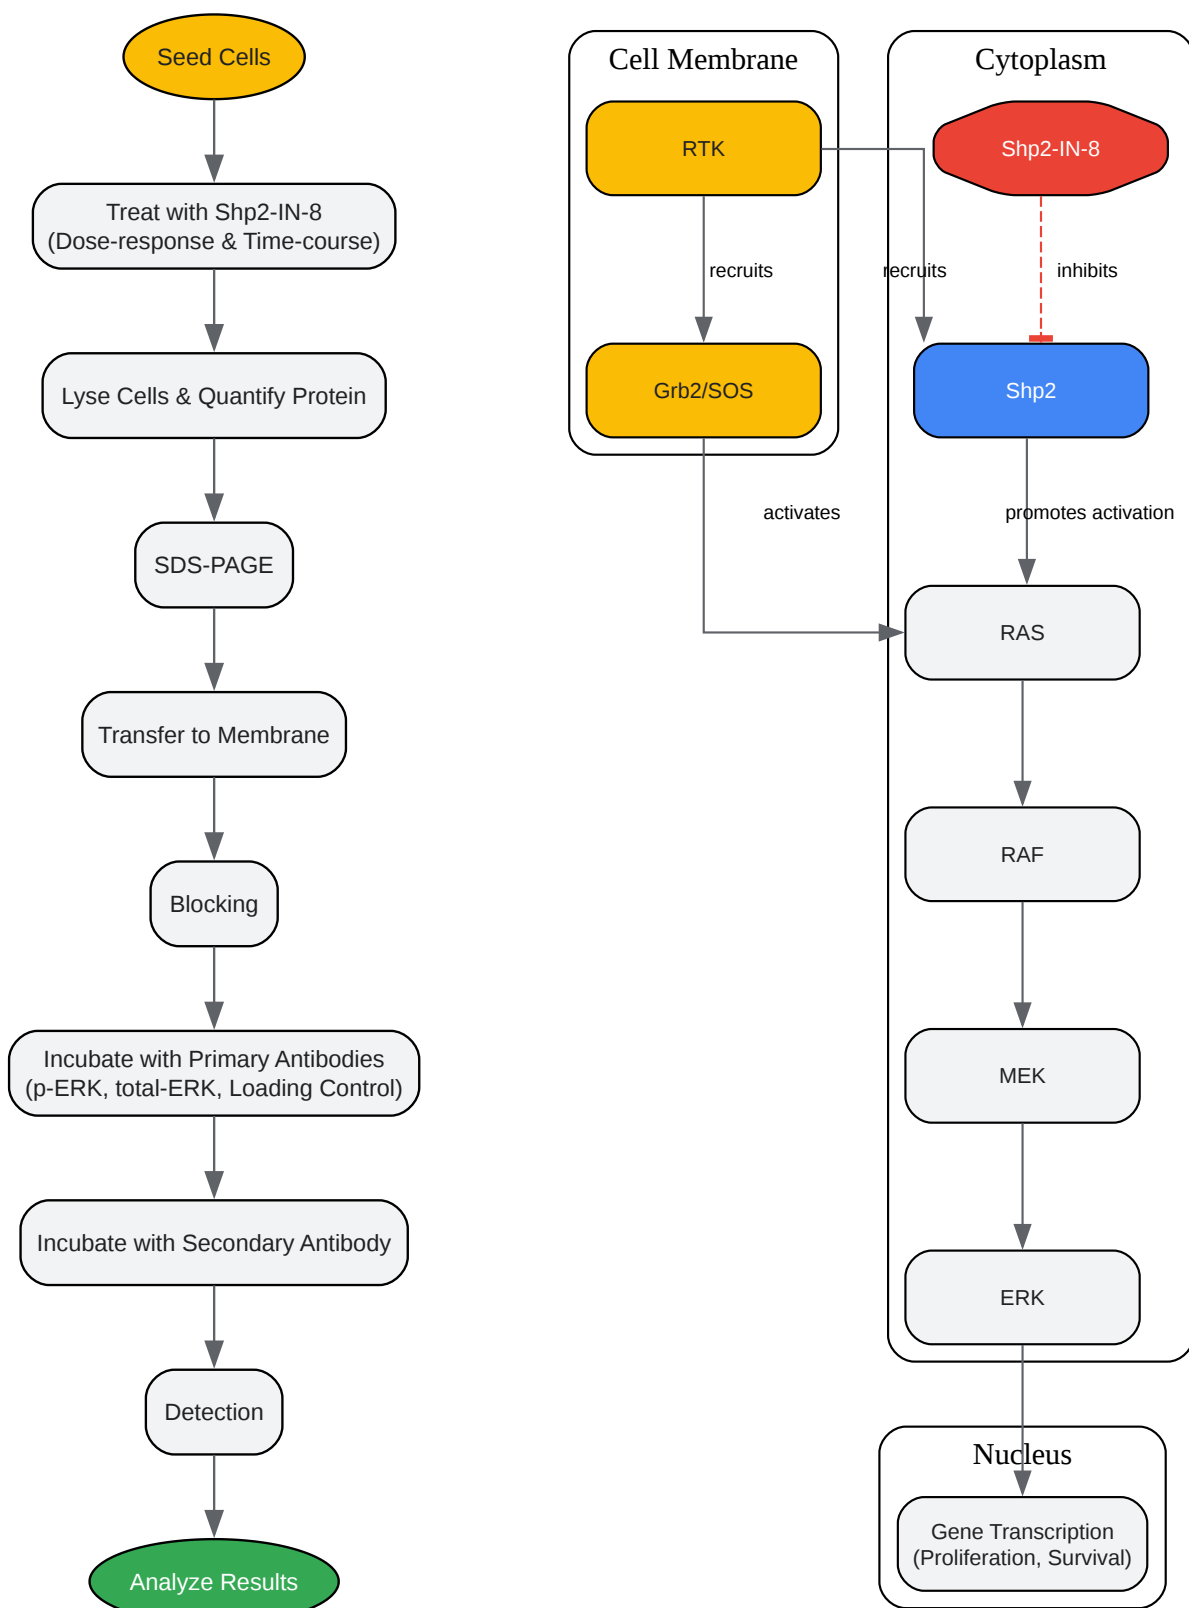 Seed Cells
Treat with Shp2-IN-8
(Dose-response & Time-course)
Lyse Cells & Quantify Protein
SDS-PAGE
Transfer to Membrane
Blocking
Incubate with Primary Antibodies
(p-ERK, total-ERK, Loading Control)
Incubate with Secondary Antibody
Detection
Analyze Results
Cell Membrane
RTK
recruits
Grb2/SOS
activates
Cytoplasm
Shp2-IN-8
recruits
inhibits
Shp2
promotes activation
RAS
RAF
MEK
ERK
Nucleus
Gene Transcription
(Proliferation, Survival)